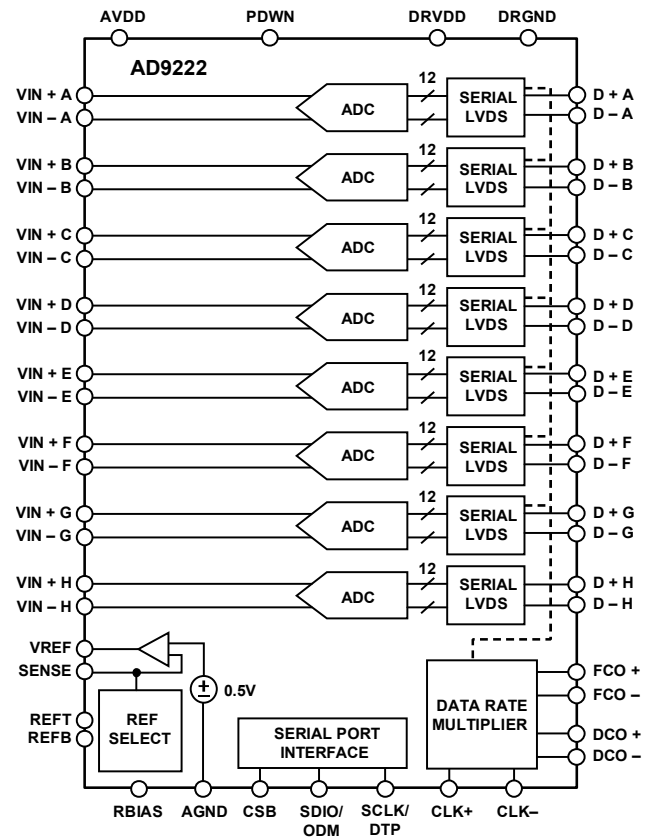 AVDD PDWN DRVDD DRGND
AD9222
VIN + A
VIN – A
ADC
12
SERIAL
LVDS
D + A
D – A
VIN + B
VIN – B
ADC
12
SERIAL
LVDS
D + B
D – B
VIN + C
VIN – C
ADC
12
SERIAL
LVDS
D + C
D – C
VIN + D
VIN – D
ADC
12
SERIAL
LVDS
D + D
D – D
VIN + E
VIN – E
ADC
12
SERIAL
LVDS
D + E
D – E
VIN + F
VIN – F
ADC
12
SERIAL
LVDS
D + F
D – F
VIN + G
VIN – G
ADC
12
SERIAL
LVDS
D + G
D – G
VIN + H
VIN – H
ADC
12
SERIAL
LVDS
D + H
D – H
VREF
SENSE
+
–
0.5V
REFT
REFB
REF
SELECT
SERIAL PORT
INTERFACE
DATA RATE
MULTIPLIER
FCO +
FCO –
DCO +
DCO –
RBIAS AGND CSB SDIO/
ODM
SCLK/
DTP
CLK+ CLK–